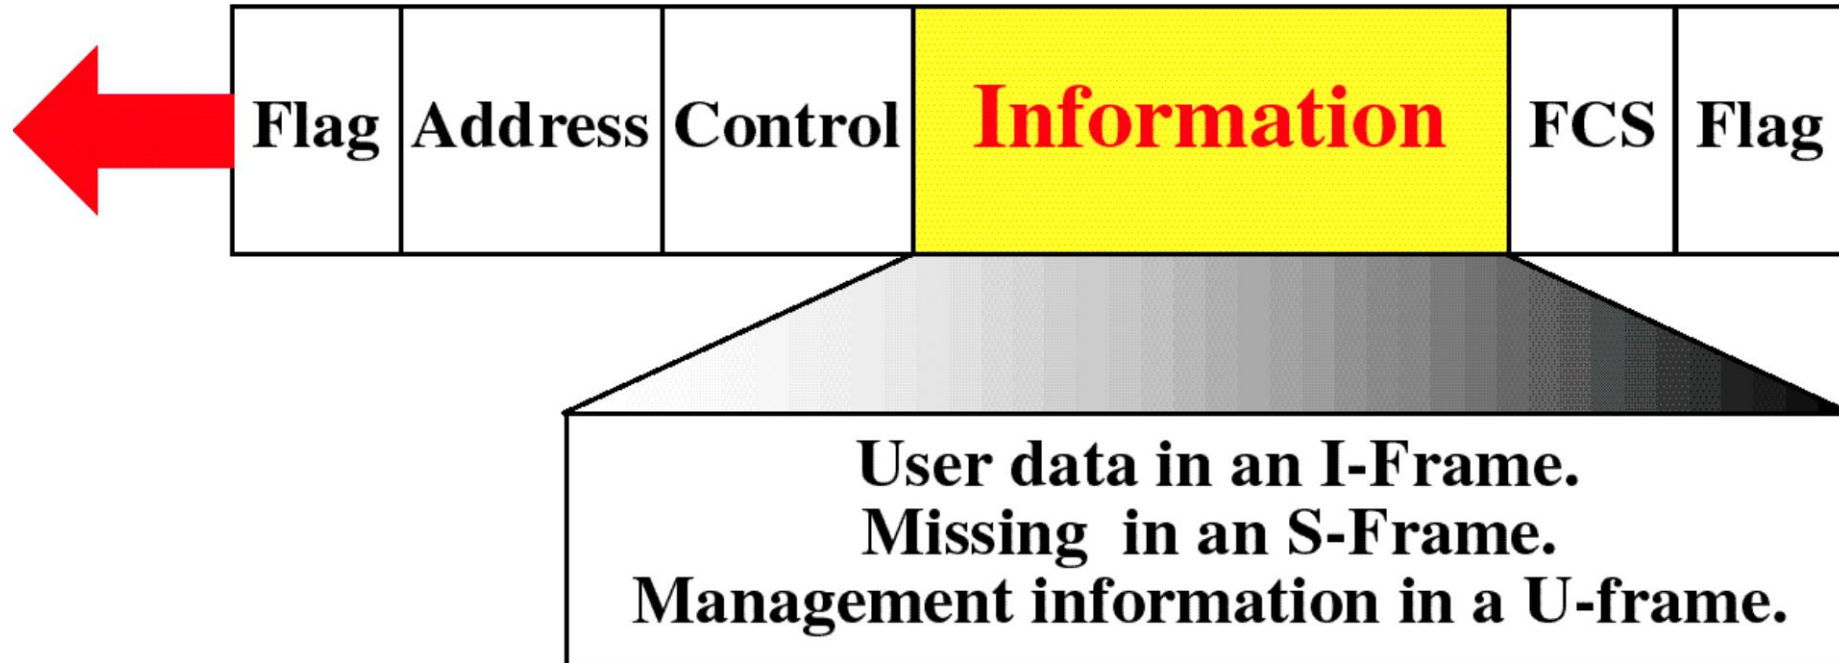 Flag Address Control Information FCS Flag
User data in an I-Frame.
Missing in an S-Frame.
Management information in a U-frame.